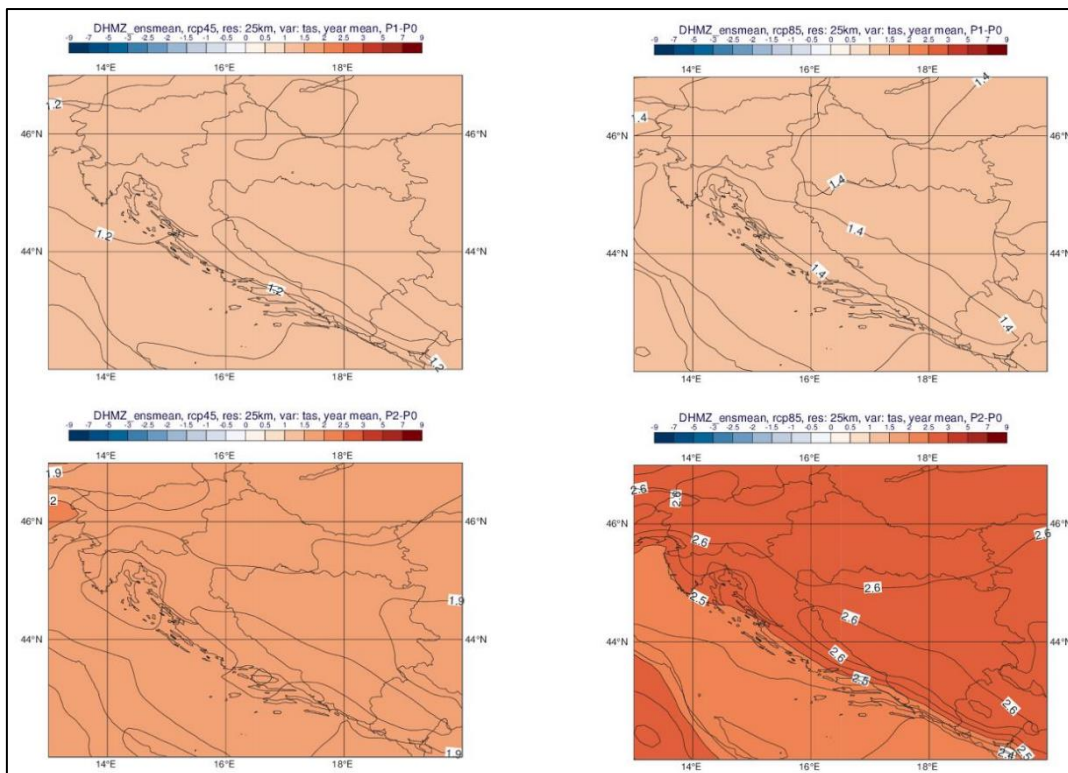 DHMZ_ensmean, rcp45, res: 25km, var: tas, year mean, P1-P0
-9 -7 -5 -3 -2 -1.5 -1 -0.5 0 0.5 1 1.5 2 2.5 3 5 7 9
14°E 16°E 18°E
1.2
46°N 46°N
1.2
44°N 44°N
1.2
1.2
14°E 16°E 18°E
DHMZ_ensmean, rcp85, res: 25km, var: tas, year mean, P1-P0
-9 -7 -5 -3 -2 -1.5 -1 -0.5 0 0.5 1 1.5 2 2.5 3 5 7 9
14°E 16°E 18°E
1.4
1.4
46°N 46°N
1.4
1.4
44°N 44°N
1.4
1.4
14°E 16°E 18°E
DHMZ_ensmean, rcp45, res: 25km, var: tas, year mean, P2-P0
-9 -7 -5 -3 -2 -1.5 -1 -0.5 0 0.5 1 1.5 2 2.5 3 5 7 9
14°E 16°E 18°E
1.9
1.9
2
46°N 46°N
1.9
44°N 44°N
1.9
14°E 16°E 18°E
DHMZ_ensmean, rcp85, res: 25km, var: tas, year mean, P2-P0
-9 -7 -5 -3 -2 -1.5 -1 -0.5 0 0.5 1 1.5 2 2.5 3 5 7 9
14°E 16°E 18°E
2.6 2.6
46°N 46°N
2.6 2.6
2.6
2.5
2.6
44°N 44°N
2.6
2.5
2.6
2.5
2.4
14°E 16°E 18°E